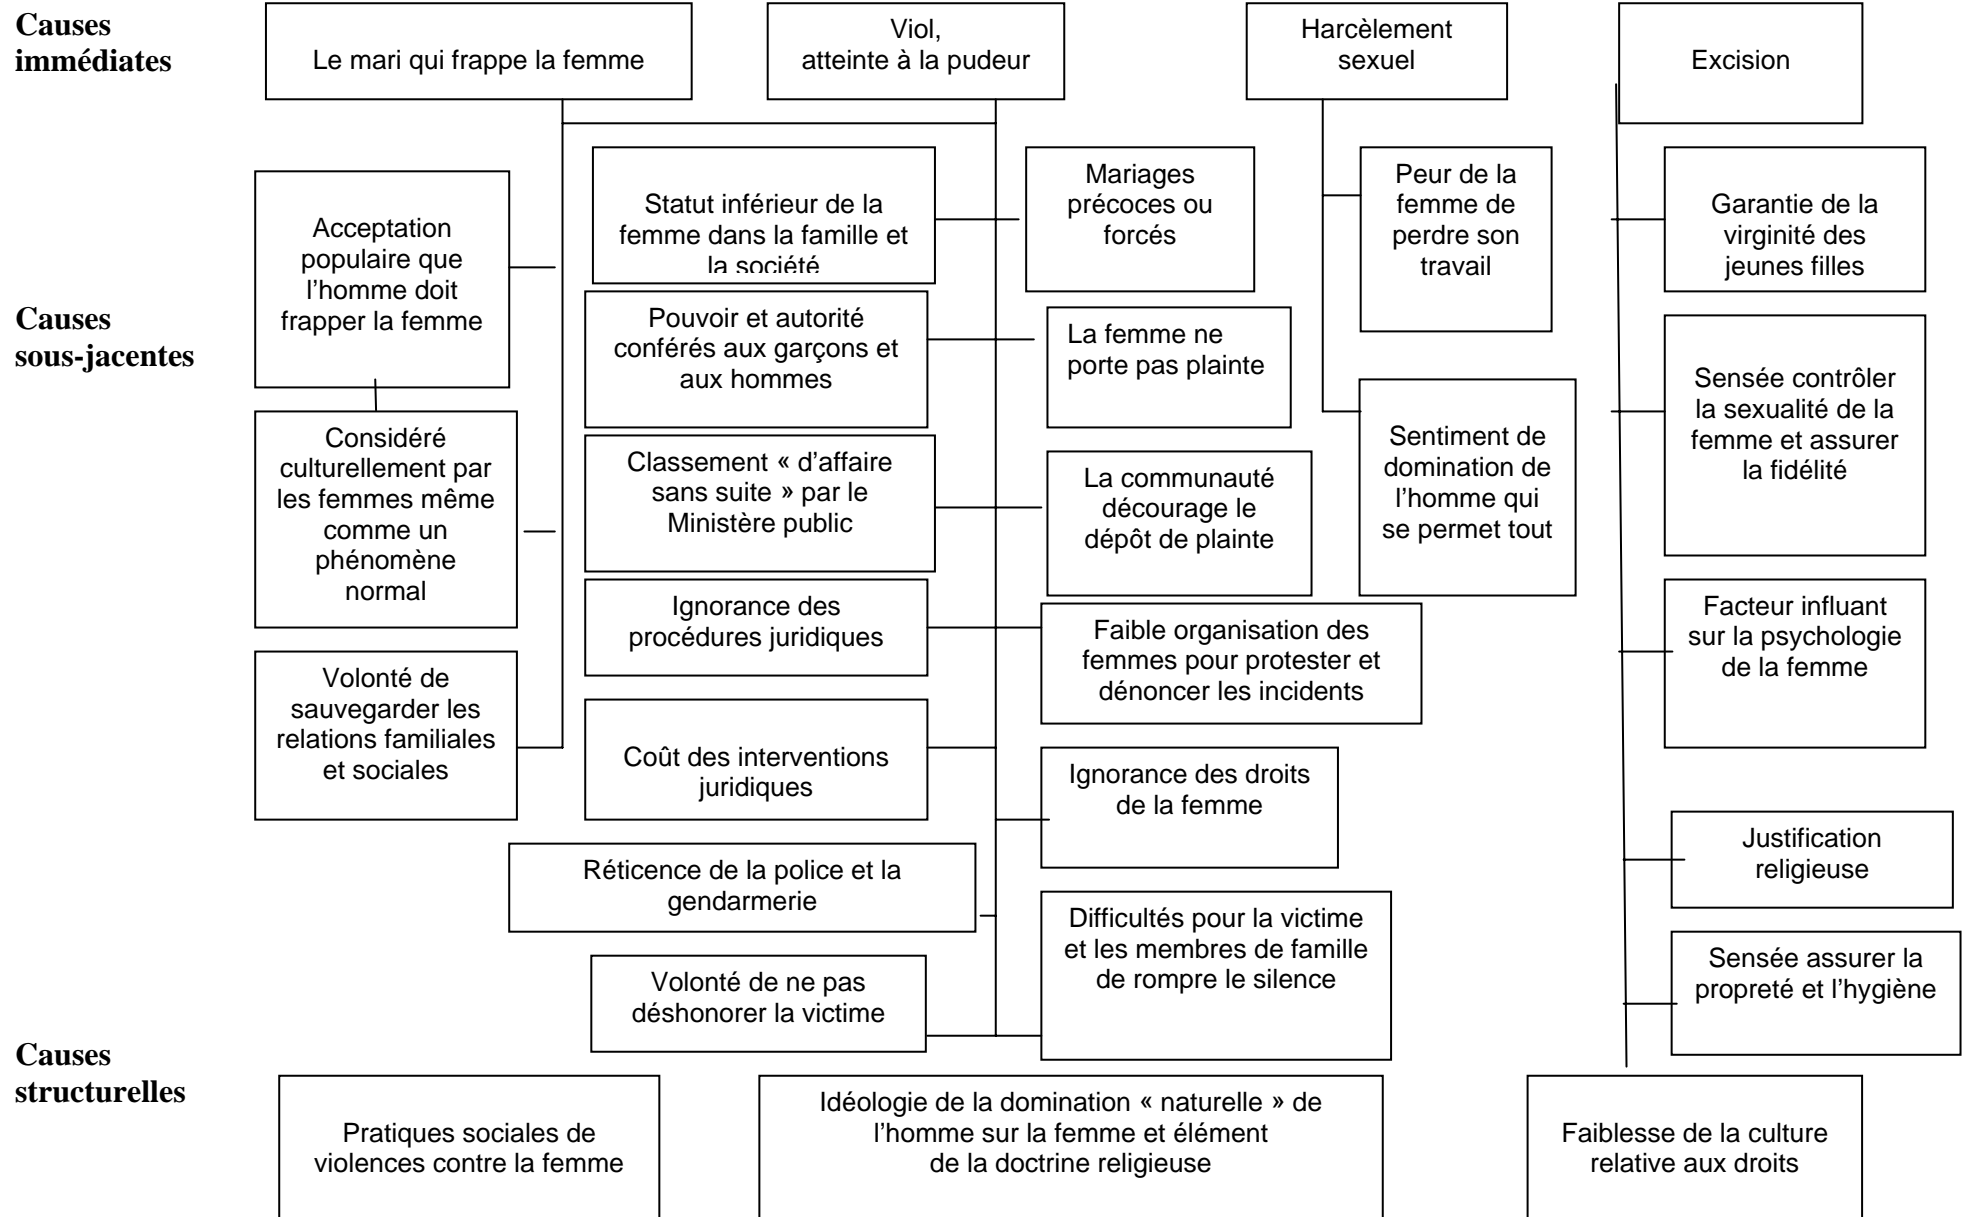 Causes
immédiates
Le mari qui frappe la femme
Viol,
atteinte à la pudeur
Harcèlement
sexuel
Excision
Causes
sous-jacentes
Acceptation
populaire que
l’homme doit
frapper la femme
Considéré
culturellement par
les femmes même
comme un
phénomène
normal
Volonté de
sauvegarder les
relations familiales
et sociales
Statut inférieur de la
femme dans la famille et
la société
Pouvoir et autorité
conférés aux garçons et
aux hommes
Classement « d’affaire
sans suite » par le
Ministère public
Ignorance des
procédures juridiques
Coût des interventions
juridiques
Réticence de la police et la
gendarmerie
Volonté de ne pas
déshonorer la victime
Mariages
précoces ou
forcés
La femme ne
porte pas plainte
La communauté
décourage le
dépôt de plainte
Faible organisation des
femmes pour protester et
dénoncer les incidents
Ignorance des droits
de la femme
Difficultés pour la victime
et les membres de famille
de rompre le silence
Peur de la
femme de
perdre son
travail
Sentiment de
domination de
l’homme qui
se permet tout
Garantie de la
virginité des
jeunes filles
Sensée contrôler
la sexualité de la
femme et assurer
la fidélité
Facteur influant
sur la psychologie
de la femme
Justification
religieuse
Sensée assurer la
propreté et l’hygiène
Causes
structurelles
Pratiques sociales de
violences contre la femme
Idéologie de la domination « naturelle » de
l’homme sur la femme et élément
de la doctrine religieuse
Faiblesse de la culture
relative aux droits